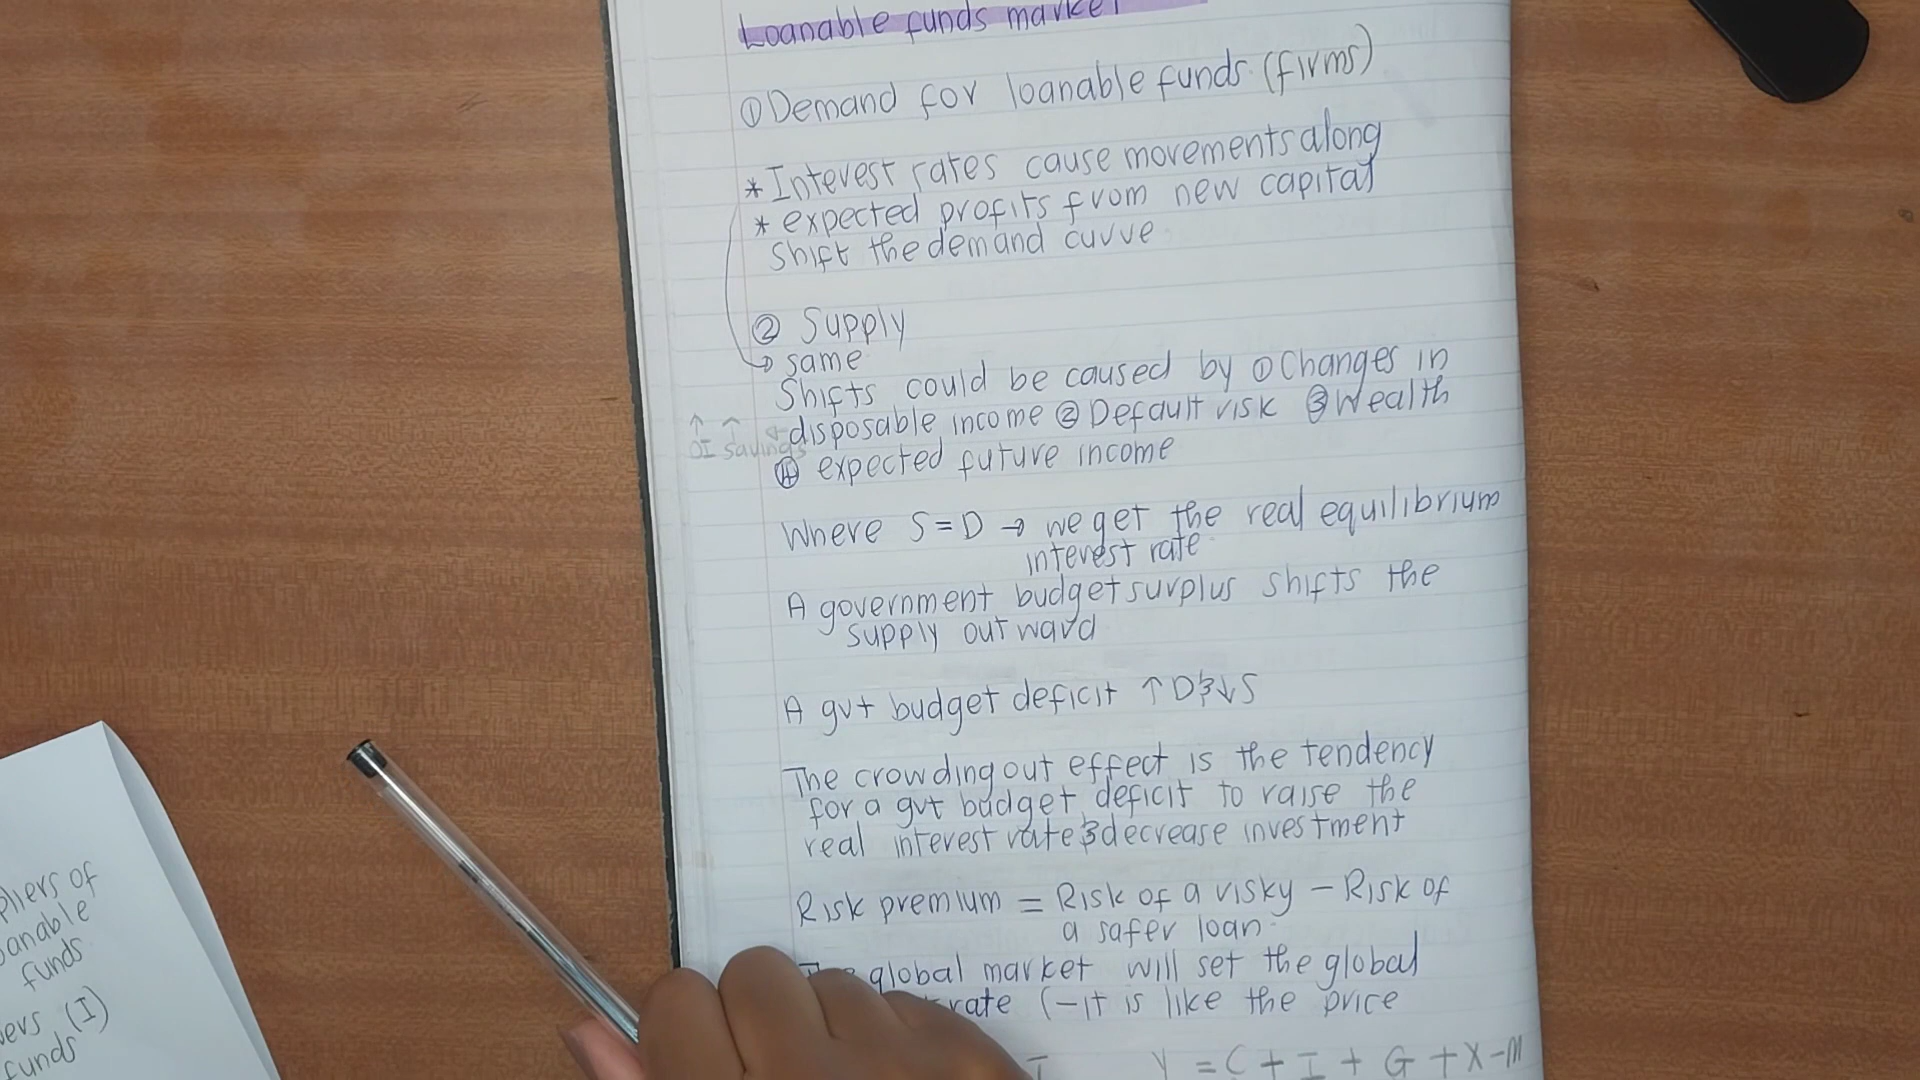 Loanable funds market
① Demand for loanable funds (firms)
* Interest rates cause movements along
* expected profits from new capital
shift the demand curve
② Supply
→ same
Shifts could be caused by ① Changes in
disposable income ② Default risk ③ Wealth
↑ ↑
DI savings
④ expected future income
Where S = D → we get the real equilibrium
interest rate
A government budget surplus shifts the
supply outward
A gvt budget deficit ↑D & ↓S
The crowding out effect is the tendency
for a gvt budget deficit to raise the
real interest rate & decrease investment
Risk premium = Risk of a risky – Risk of
a safer loan
global market will set the global
rate (– it is like the price
Y = C + I + G + X - M
pliers of
oanable
funds
ers (I)
funds